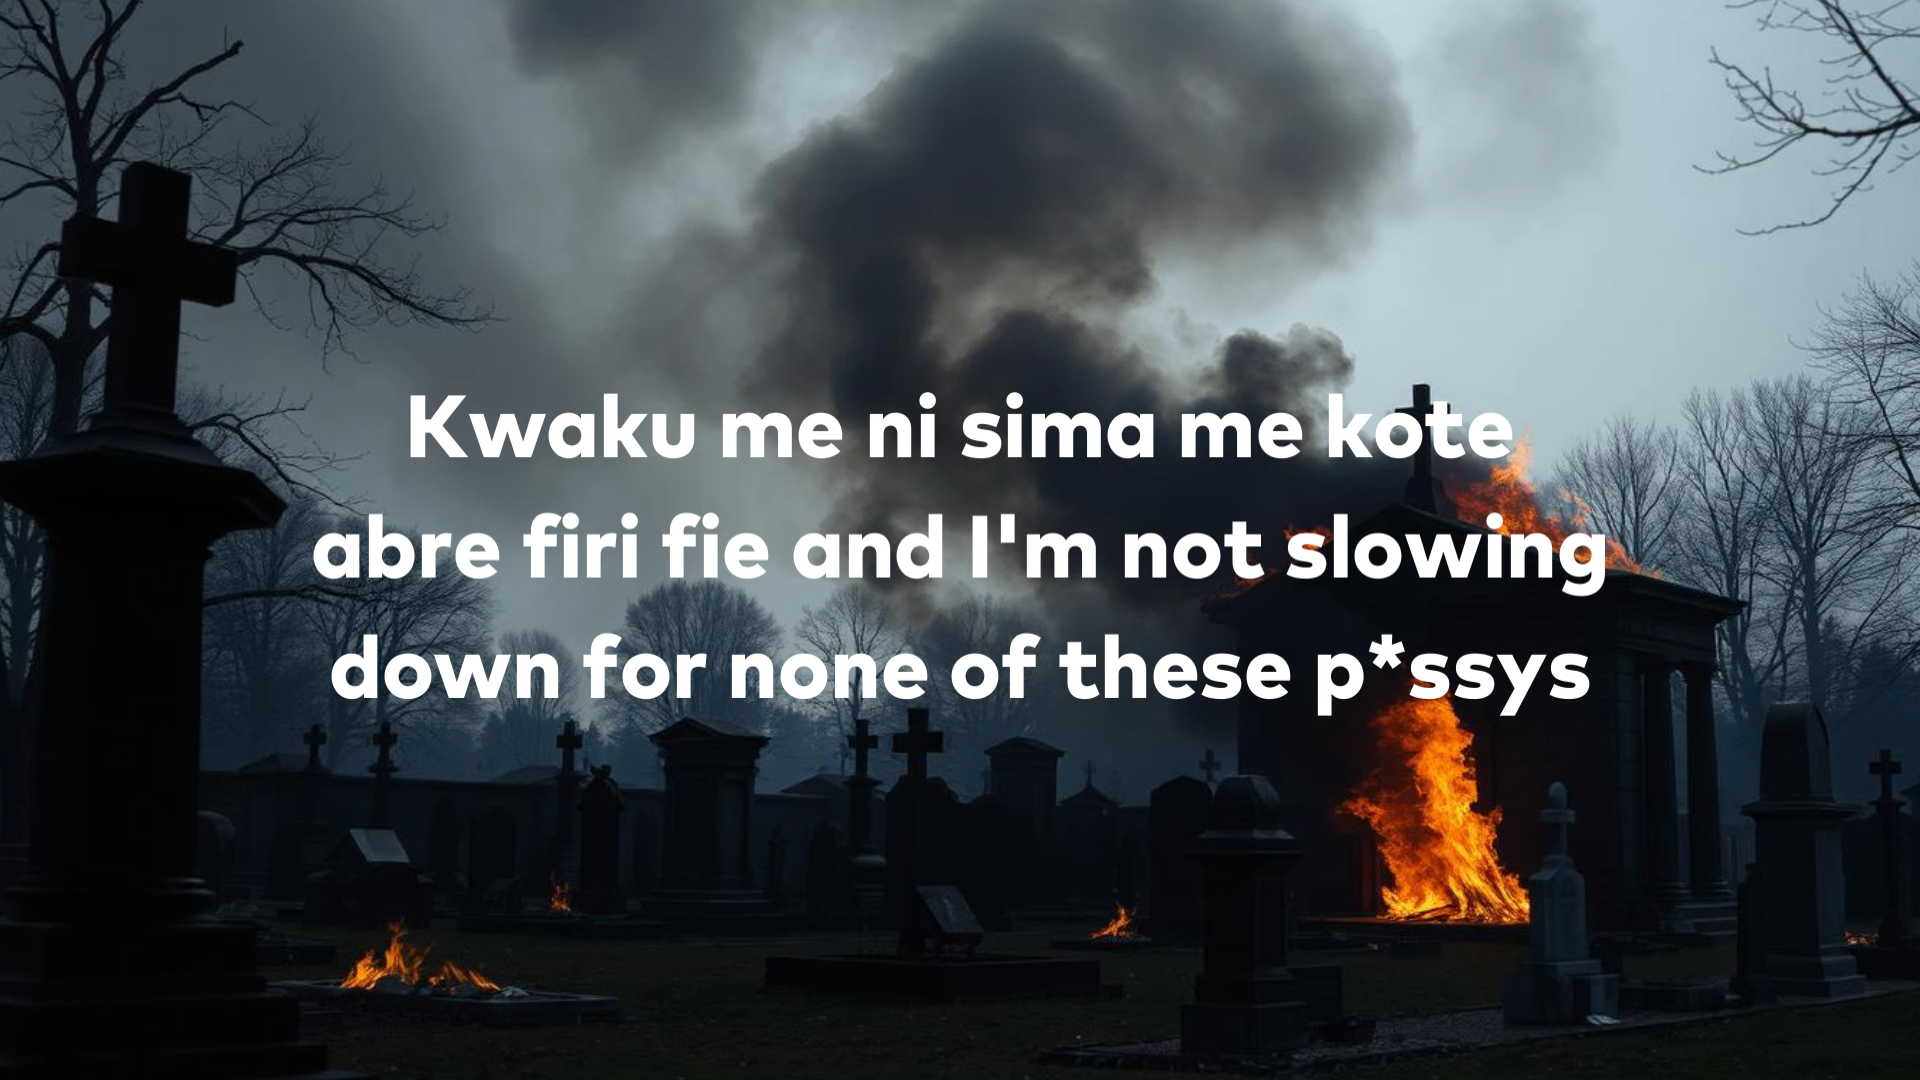 Kwaku me ni sima me kote
abre firi fie and I'm not slowing
down for none of these p*ssys